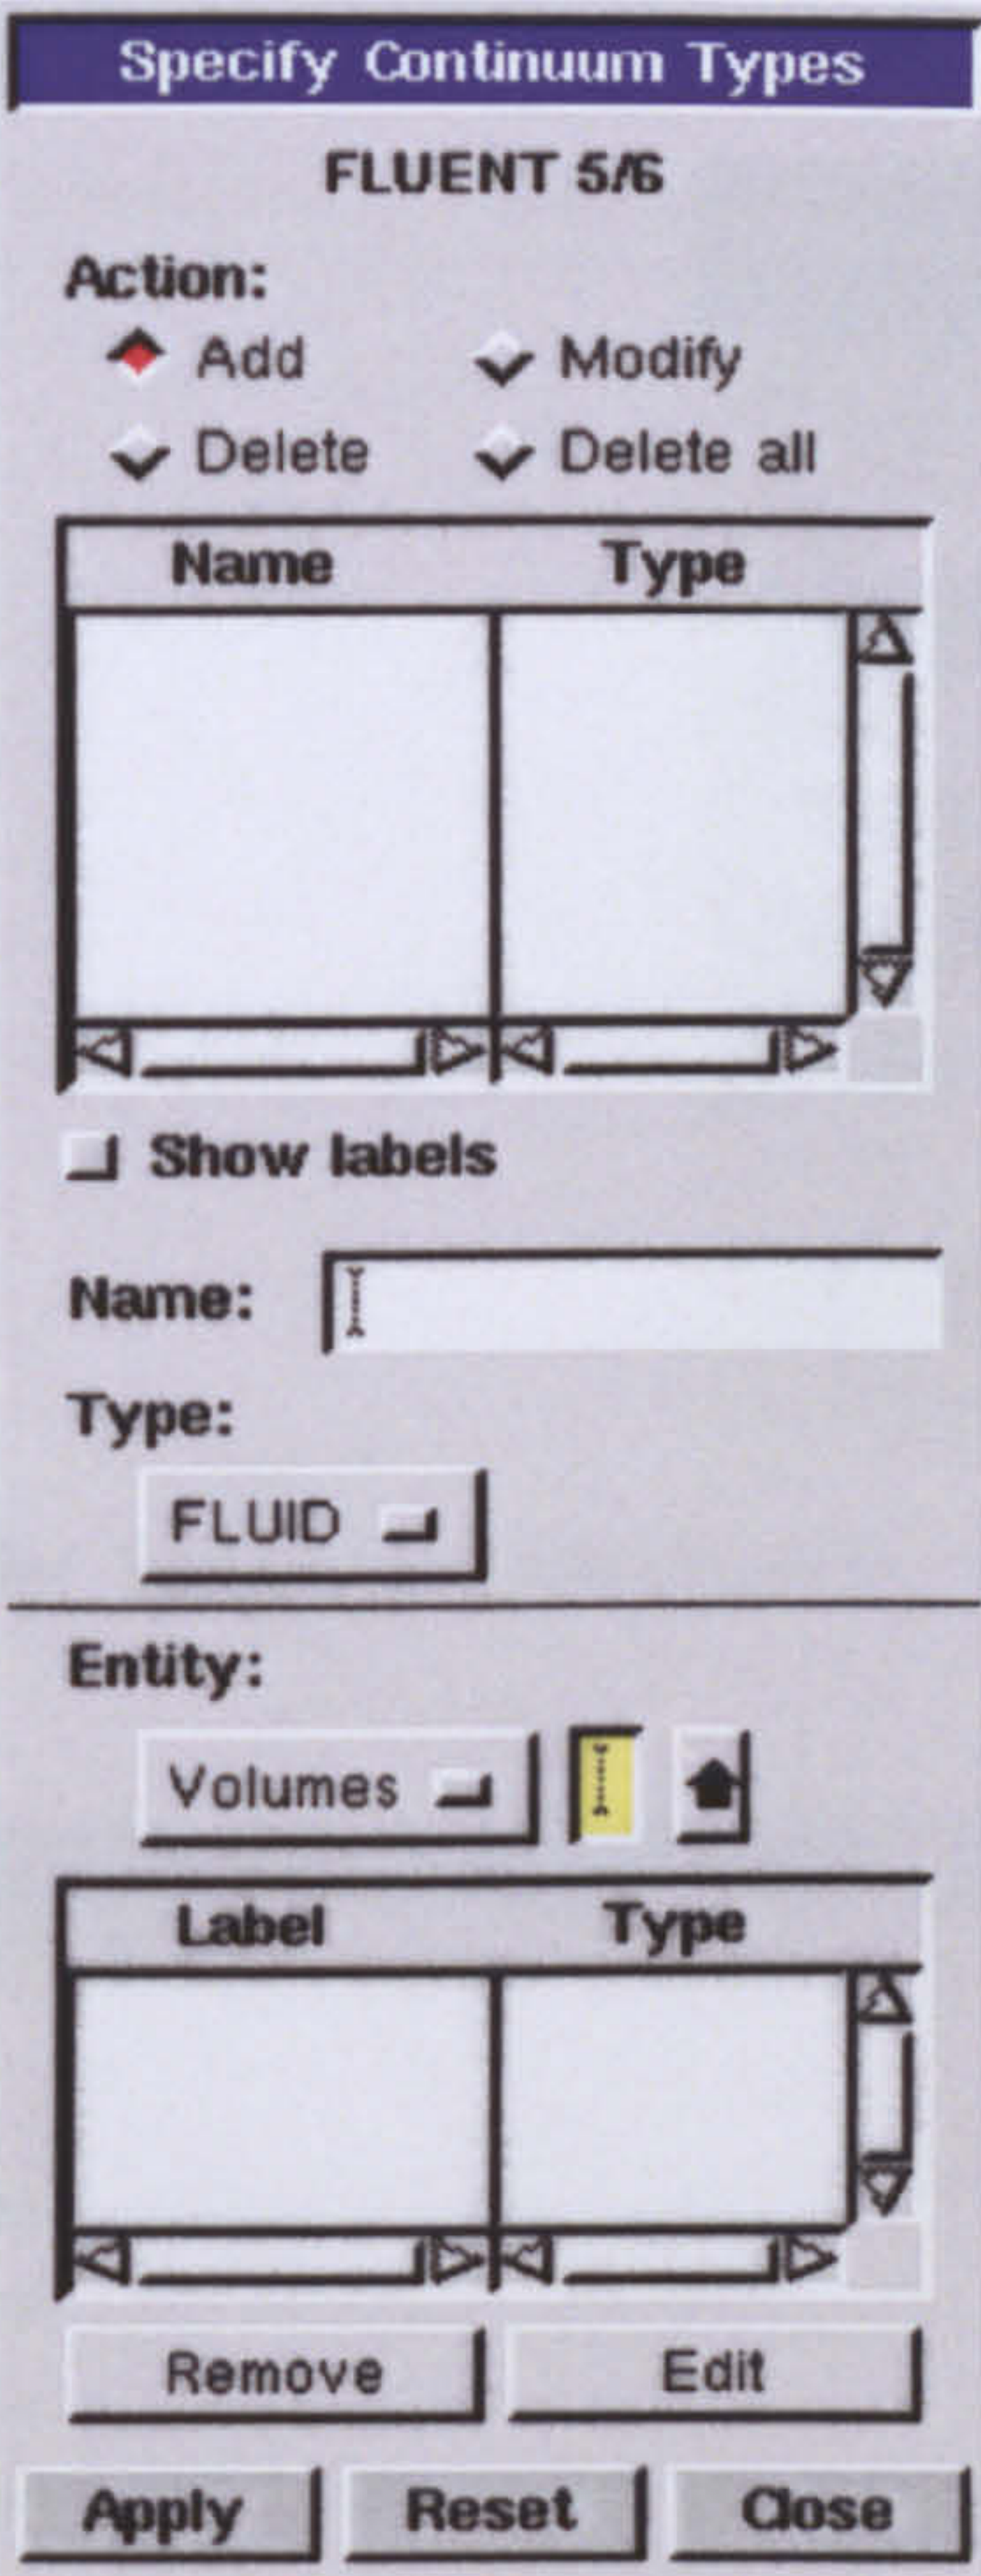 Specify Continuum Types
FLUENT 5/6
Action:
Add Modify
Delete Delete all
Name Type
Show labels
Name:
Type:
FLUID
Entity:
Volumes
Label Type
Remove Edit
Apply Reset Close